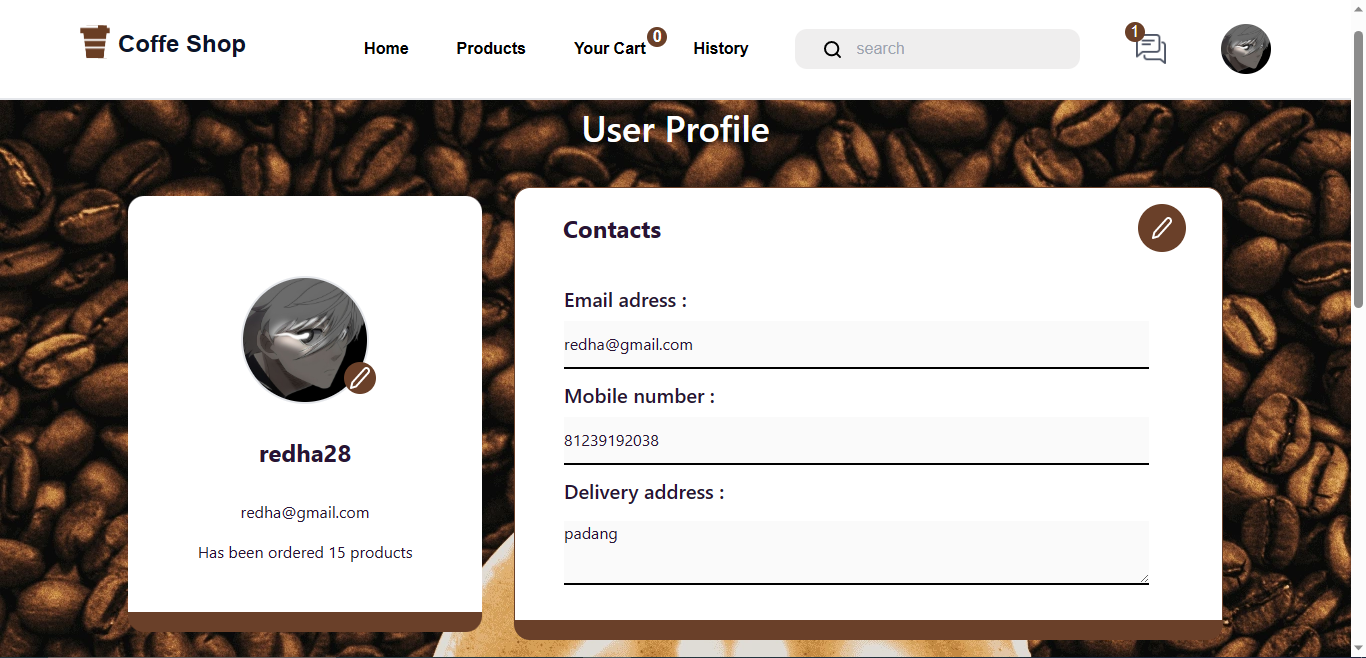 Coffe Shop
Home
Products
Your Cart
0
History
search
1
User Profile
redha28
redha@gmail.com
Has been ordered 15 products
Contacts
Email adress :
redha@gmail.com
Mobile number :
81239192038
Delivery address :
padang